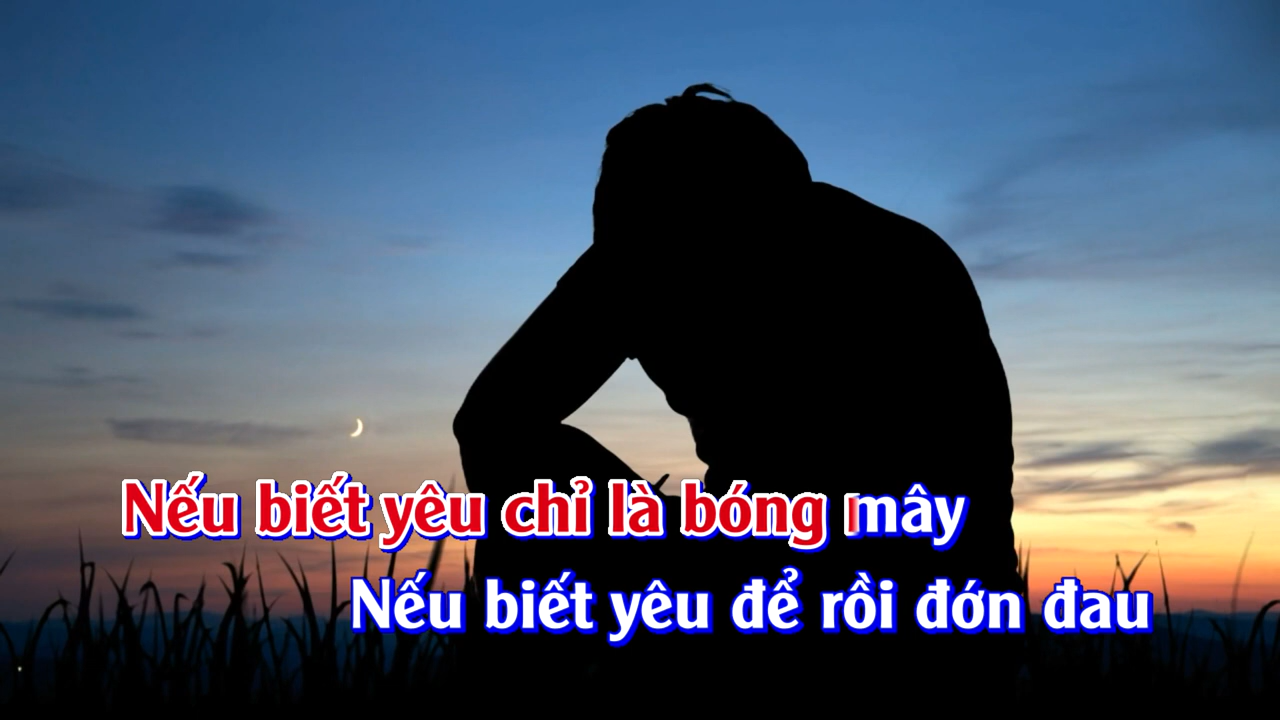 Nếu biết yêu chỉ là bóng mây
Nếu biết yêu để rồi đớn đau